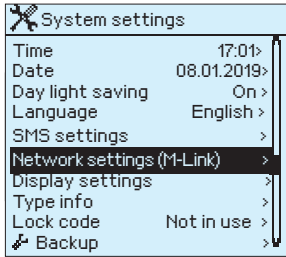 System settings
Time 17:01>
Date 08.01.2019>
Day light saving On >
Language English >
SMS settings >
Network settings (M-Link) >
Display settings >
Type info >
Lock code Not in use >
Backup >